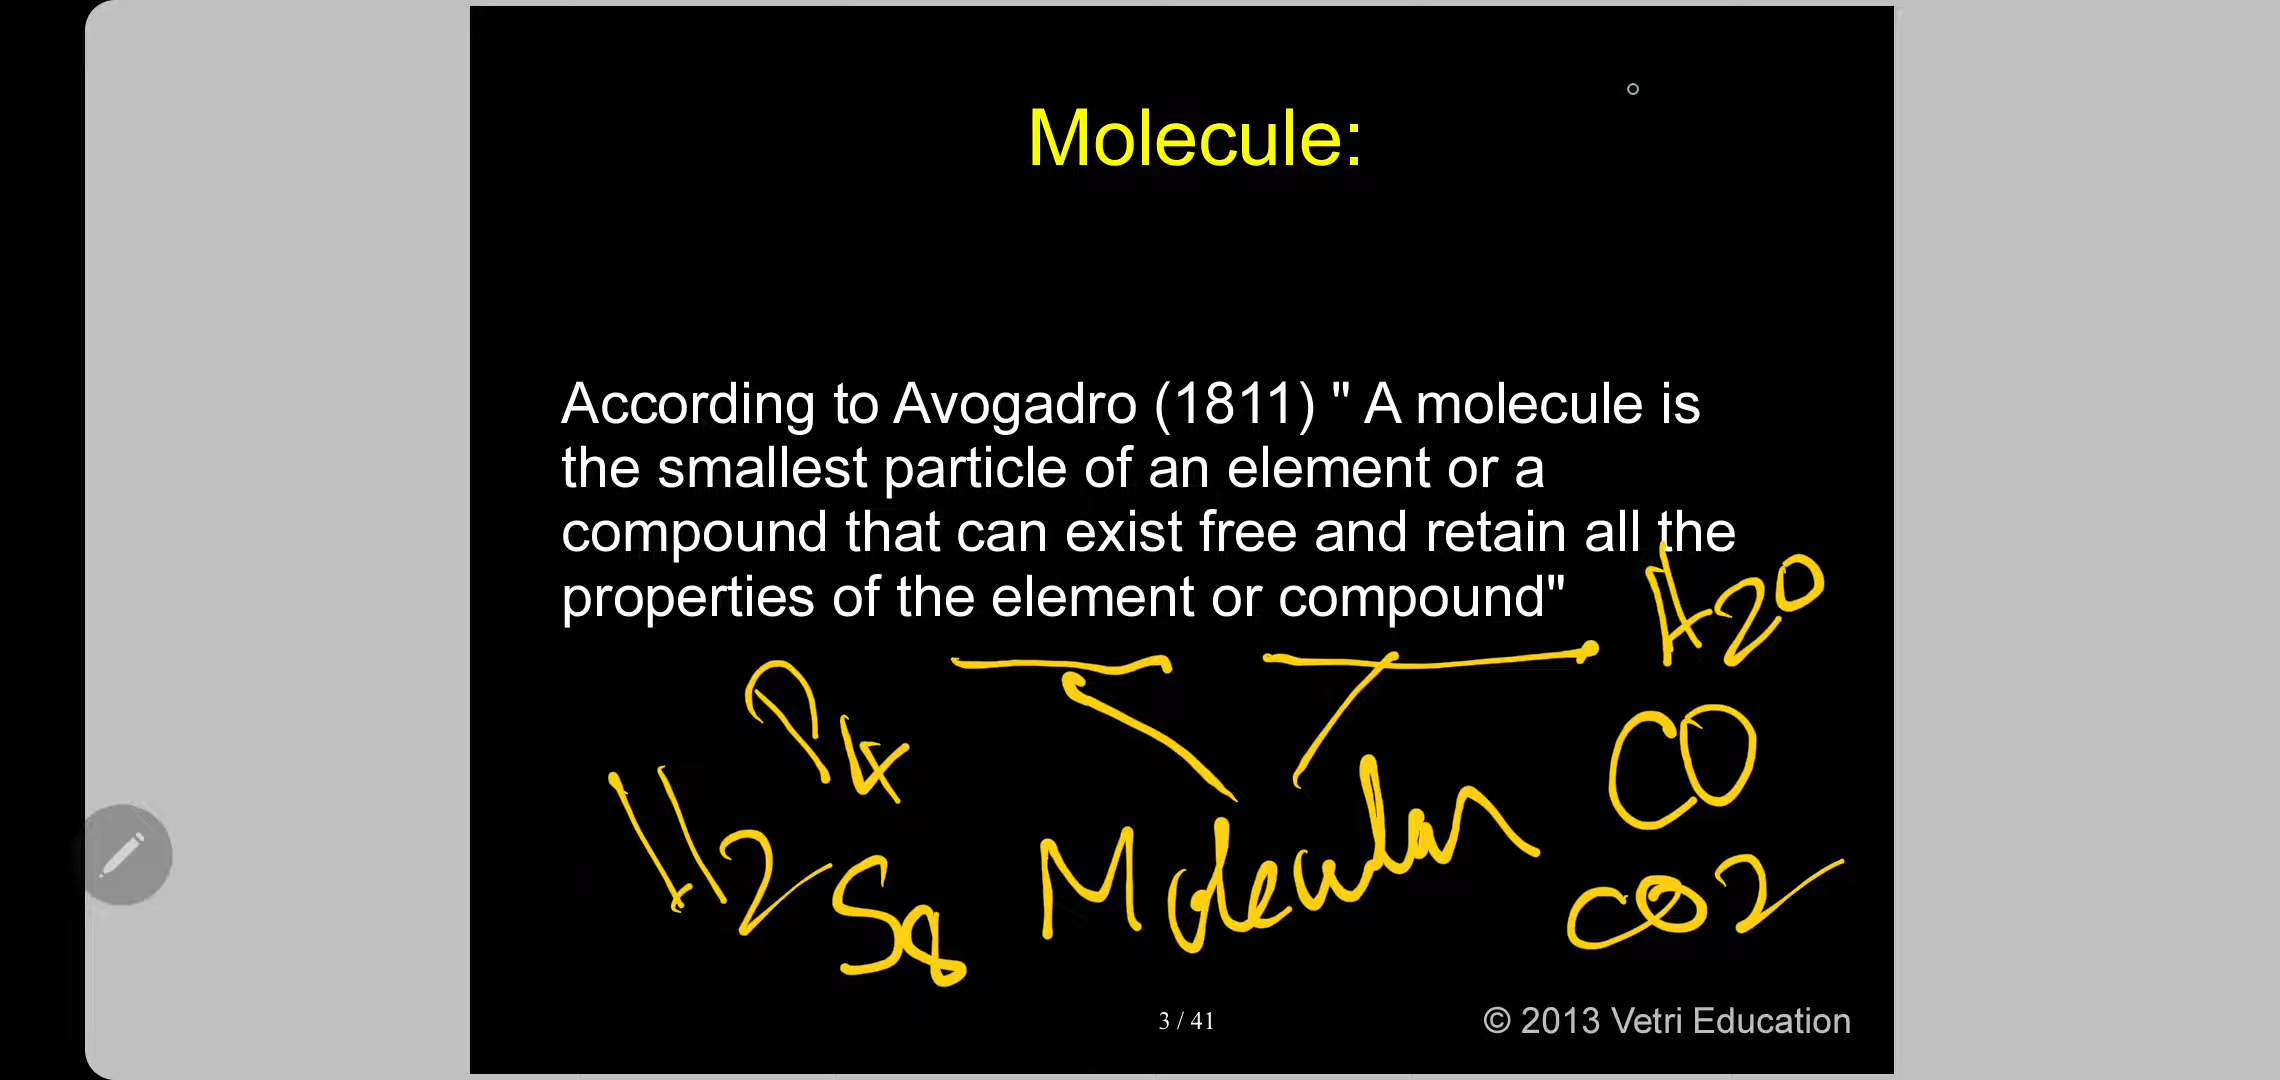 Molecule:
According to Avogadro (1811) " A molecule is
the smallest particle of an element or a
compound that can exist free and retain all the
properties of the element or compound"
H2O
P4
CO
H2
S8
Molecular
CO2
3 / 41
© 2013 Vetri Education